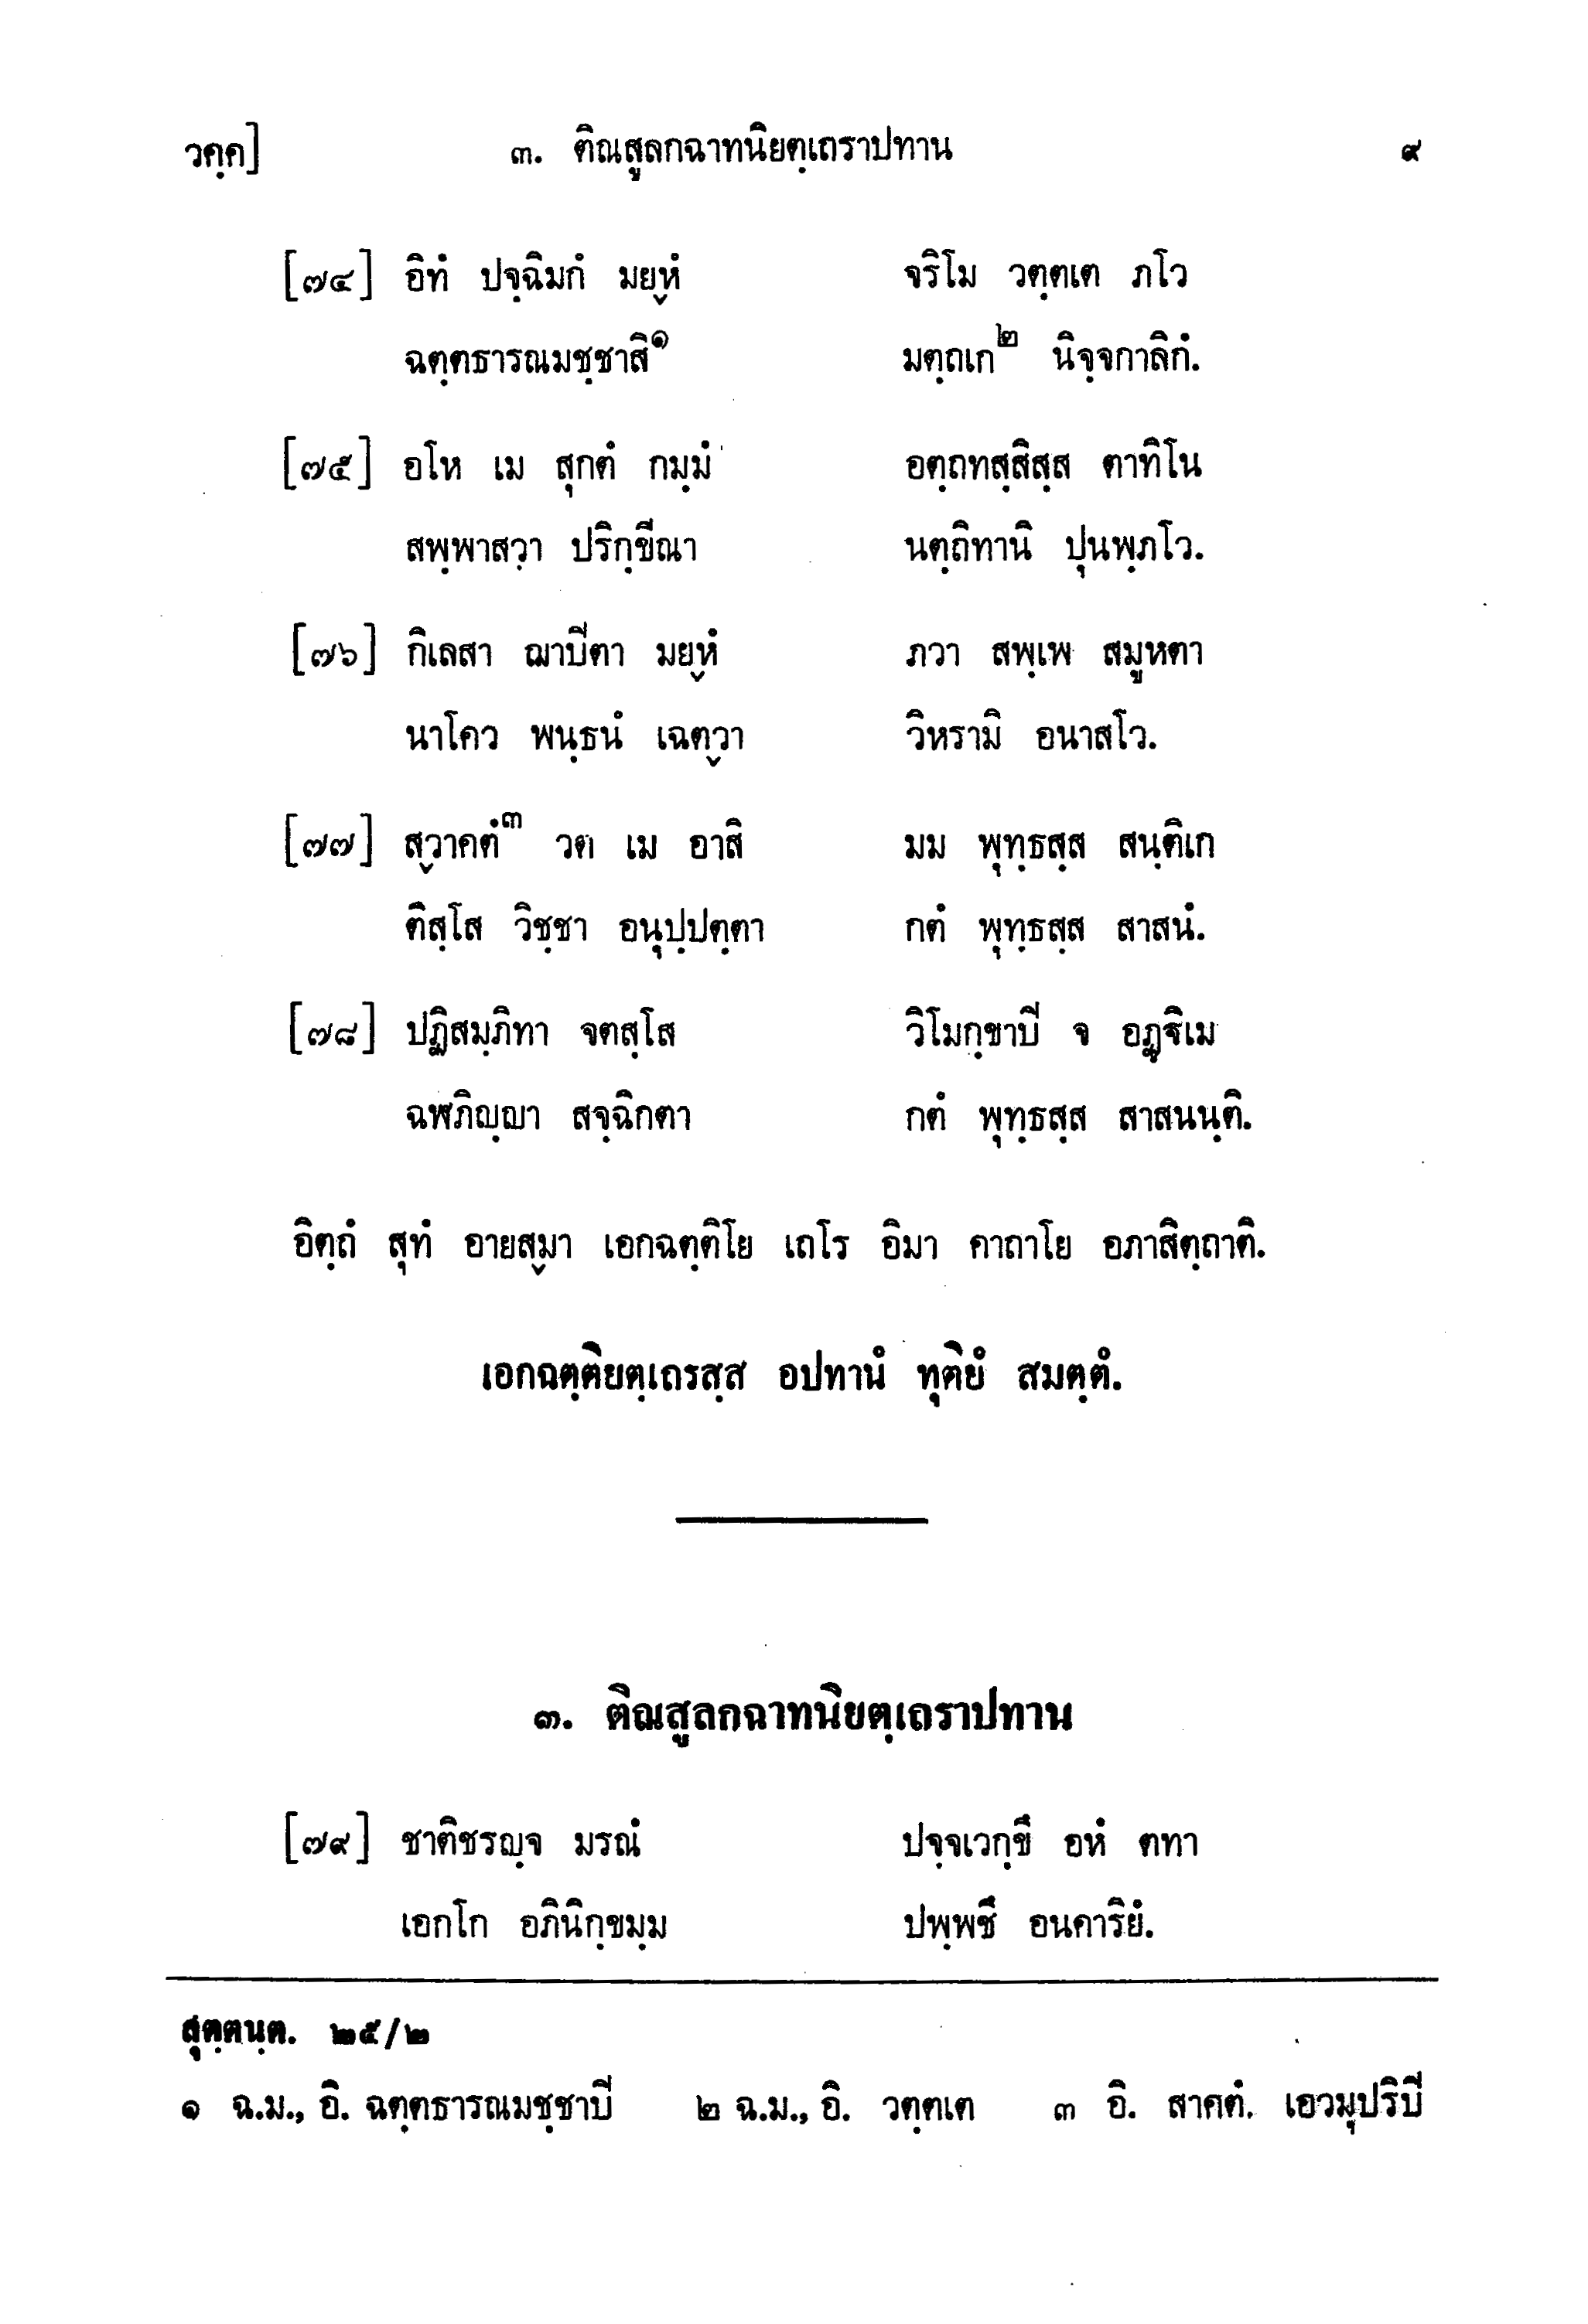 วคฺค] ๓. ติณสูลกฉาทนิยตฺเถราปทาน ๙
[๗๔] อิทํ ปจฺฉิมกํ มยฺหํ จริโม วตฺตเต ภโว
ฉตฺตธารณมชฺชาสิ๑ มตฺถเก๒ นิจฺจกาลิกํ.
[๗๕] อโห เม สุกตํ กมฺมํ อตฺถทสฺสิสฺส ตาทิโน
สพฺพาสวฺา ปริกฺขีณา นตฺถิทานิ ปุนพฺภโว.
[๗๖] กิเลสา ฌาปิตา มยฺหํ ภวา สพฺเพ สมูหตา
นาโคว พนฺธนํ เฉตฺวา วิหรามิ อนาสโว.
[๗๗] สฺวาคตํ๓ วต เม อาสิ มม พุทฺธสฺส สนฺติเก
ติสฺโส วิชฺชา อนุปฺปตฺตา กตํ พุทฺธสฺส สาสนํ.
[๗๘] ปฏิสมฺภิทา จตสฺโส วิโมกฺขาปิ จ อฏฺฐิเม
ฉฬภิญฺญา สจฺฉิกตา กตํ พุทฺธสฺส สาสนนฺติ.
อิตฺถํ สุทํ อายสฺมา เอกฉตฺติโย เถโร อิมา คาถาโย อภาสิตฺถาติ.
เอกฉตฺติยตฺเถรสฺส อปทานํ ทุติยํ สมตฺตํ.
๓. ติณสูลกฉาทนิยตฺเถราปทาน
[๗๙] ชาติชรญฺจ มรณํ ปจฺจเวกฺขึ อหํ ตทา
เอกโก อภินิกฺขมฺม ปพฺพชึ อนคาริยํ.
สุตฺตนฺต. ๒๕/๒
๑ ฉ.ม., อิ. ฉตฺตธารณมชฺชาปิ ๒ ฉ.ม., อิ. วตฺตเต ๓ อิ. สาคตํ. เอวมุปริปิ